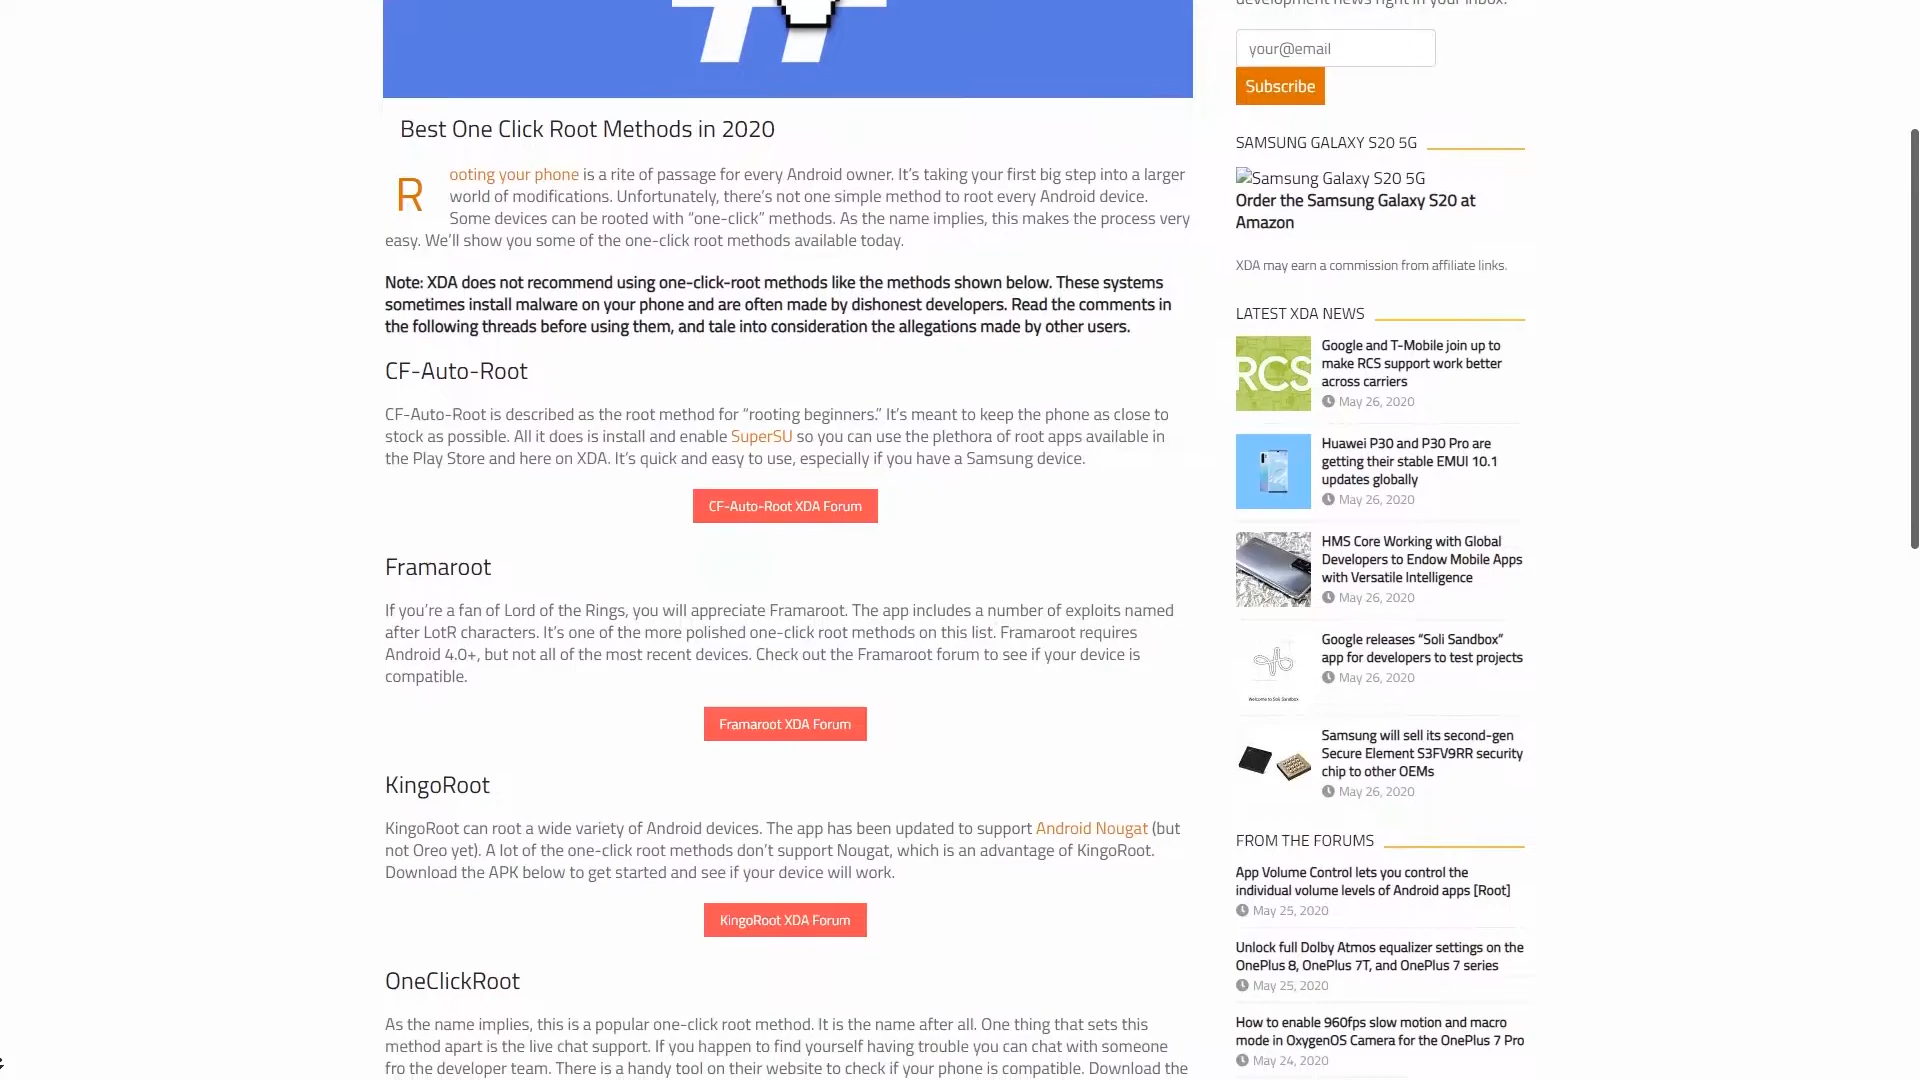 Best One Click Root Methods in 2020
Rooting your phone is a rite of passage for every Android owner. It’s taking your first big step into a larger
world of modifications. Unfortunately, there’s not one simple method to root every Android device.
Some devices can be rooted with “one-click” methods. As the name implies, this makes the process very
easy. We’ll show you some of the one-click root methods available today.
Note: XDA does not recommend using one-click-root methods like the methods shown below. These systems
sometimes install malware on your phone and are often made by dishonest developers. Read the comments in
the following threads before using them, and tale into consideration the allegations made by other users.
CF-Auto-Root
CF-Auto-Root is described as the root method for “rooting beginners.” It’s meant to keep the phone as close to
stock as possible. All it does is install and enable SuperSU so you can use the plethora of root apps available in
the Play Store and here on XDA. It’s quick and easy to use, especially if you have a Samsung device.
CF-Auto-Root XDA Forum
Framaroot
If you’re a fan of Lord of the Rings, you will appreciate Framaroot. The app includes a number of exploits named
after LotR characters. It’s one of the more polished one-click root methods on this list. Framaroot requires
Android 4.0+, but not all of the most recent devices. Check out the Framaroot forum to see if your device is
compatible.
Framaroot XDA Forum
KingoRoot
KingoRoot can root a wide variety of Android devices. The app has been updated to support Android Nougat (but
not Oreo yet). A lot of the one-click root methods don’t support Nougat, which is an advantage of KingoRoot.
Download the APK below to get started and see if your device will work.
KingoRoot XDA Forum
OneClickRoot
As the name implies, this is a popular one-click root method. It is the name after all. One thing that sets this
method apart is the live chat support. If you happen to find yourself having trouble you can chat with someone
fro the developer team. There is a handy tool on their website to check if your phone is compatible. Download the
development news right in your inbox.
your@email
Subscribe
SAMSUNG GALAXY S20 5G
Samsung Galaxy S20 5G
Order the Samsung Galaxy S20 at
Amazon
XDA may earn a commission from affiliate links.
LATEST XDA NEWS
RCS
Google and T-Mobile join up to
make RCS support work better
across carriers
May 26, 2020
Huawei P30 and P30 Pro are
getting their stable EMUI 10.1
updates globally
May 26, 2020
HMS Core Working with Global
Developers to Endow Mobile Apps
with Versatile Intelligence
May 26, 2020
Welcome to Soli Sandbox
Google releases “Soli Sandbox”
app for developers to test projects
May 26, 2020
Samsung will sell its second-gen
Secure Element S3FV9RR security
chip to other OEMs
May 26, 2020
FROM THE FORUMS
App Volume Control lets you control the
individual volume levels of Android apps [Root]
May 25, 2020
Unlock full Dolby Atmos equalizer settings on the
OnePlus 8, OnePlus 7T, and OnePlus 7 series
May 25, 2020
How to enable 960fps slow motion and macro
mode in OxygenOS Camera for the OnePlus 7 Pro
May 24, 2020